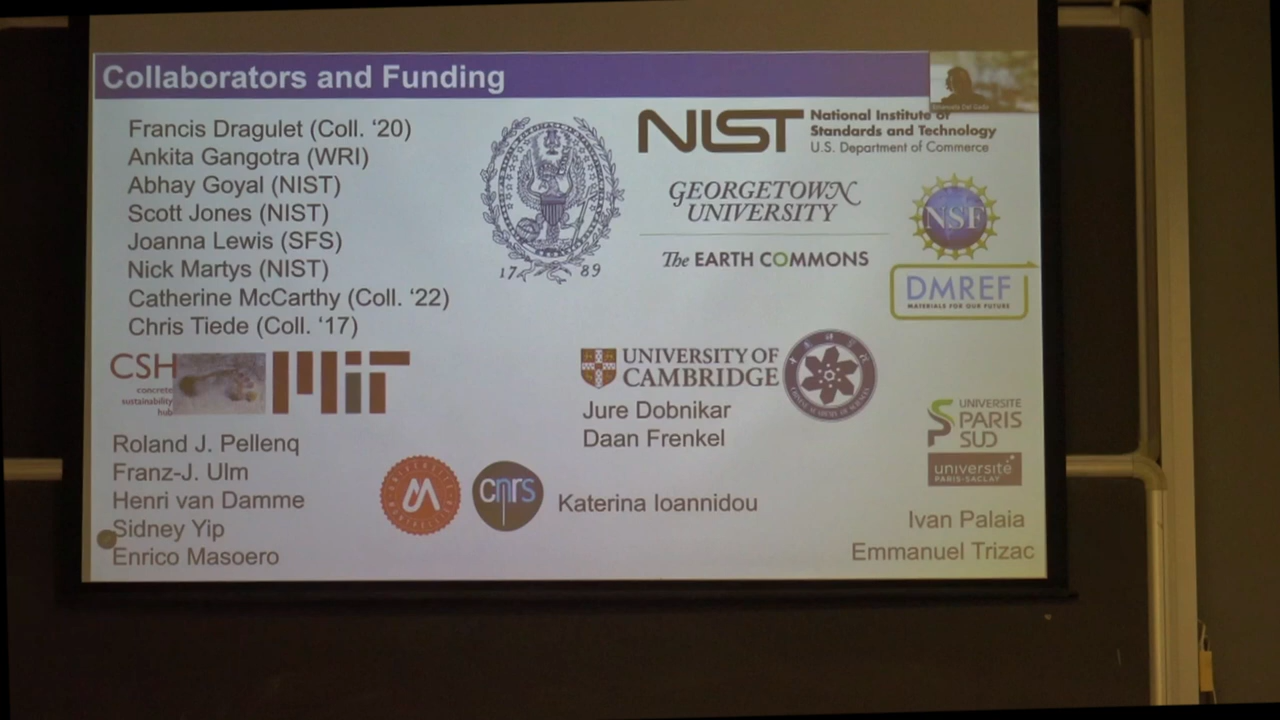 Collaborators and Funding
Francis Dragulet (Coll. ‘20)
Ankita Gangotra (WRI)
Abhay Goyal (NIST)
Scott Jones (NIST)
Joanna Lewis (SFS)
Nick Martys (NIST)
Catherine McCarthy (Coll. ‘22)
Chris Tiede (Coll. ‘17)
17 89
NIST
National Institute of
Standards and Technology
U.S. Department of Commerce
GEORGETOWN
UNIVERSITY
The EARTH COMMONS
NSF
DMREF
MATERIALS FOR OUR FUTURE
CSH
concrete
sustainability
hub
MIT
Roland J. Pellenq
Franz-J. Ulm
Henri van Damme
Sidney Yip
Enrico Masoero
UNIVERSITY OF
CAMBRIDGE
Jure Dobnikar
Daan Frenkel
cnrs
Katerina Ioannidou
UNIVERSITE
PARIS
SUD
université
PARIS-SACLAY
Ivan Palaia
Emmanuel Trizac